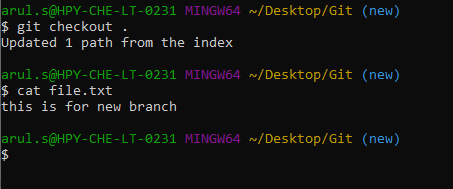 arul.s@HPY-CHE-LT-0231 MINGW64 ~/Desktop/Git (new)
$ git checkout .
Updated 1 path from the index
arul.s@HPY-CHE-LT-0231 MINGW64 ~/Desktop/Git (new)
$ cat file.txt
this is for new branch
arul.s@HPY-CHE-LT-0231 MINGW64 ~/Desktop/Git (new)
$